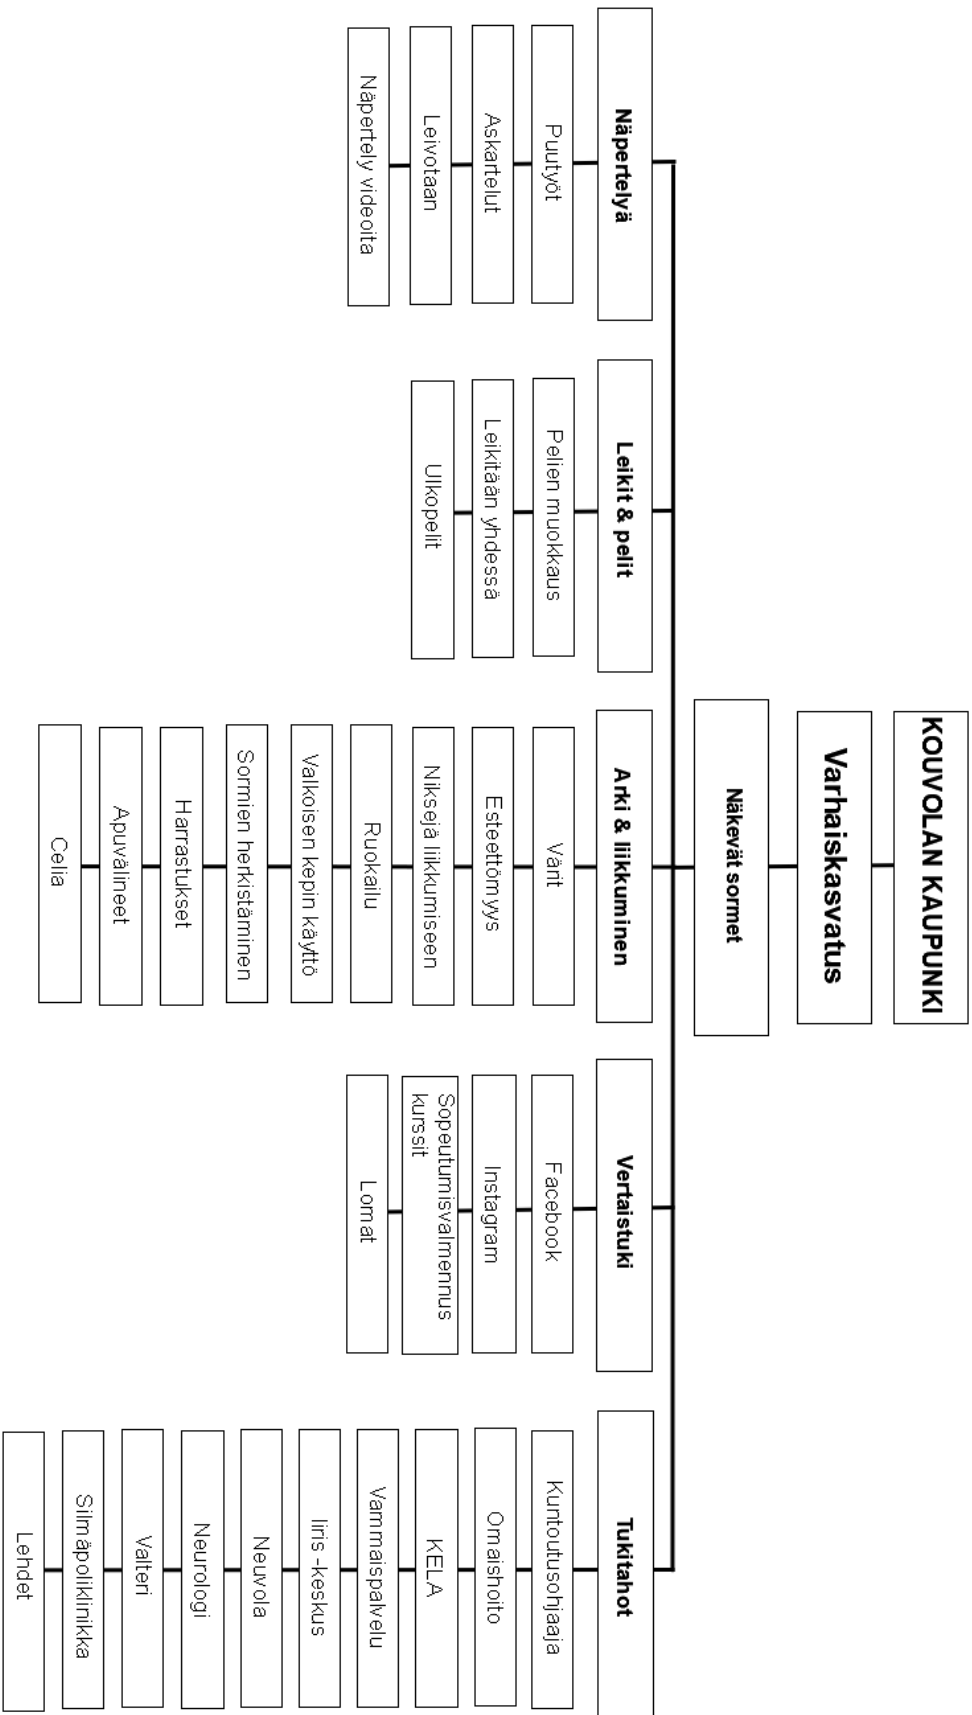 KOUVOLAN KAUPUNKI
Varhaiskasvatus
Näkevät sormet
Näpertelyä
Puutyöt
Askartelut
Leivotaan
Näpertely videoita
Leikit & pelit
Pelien muokkaus
Leikitään yhdessä
Ulkopelit
Arki & liikkuminen
Värit
Esteettömyys
Niksejä liikkumiseen
Ruokailu
Valkoisen kepin käyttö
Sormien herkistäminen
Harrastukset
Apuvälineet
Celia
Vertaistuki
Facebook
Instagram
Sopeutumisvalmennus
kurssit
Lomat
Tukitahot
Kuntoutusohjaaja
Omaishoito
KELA
Vammaispalvelu
Iiris -keskus
Neuvola
Neurologi
Valteri
Silmäpoliklinikka
Lehdet